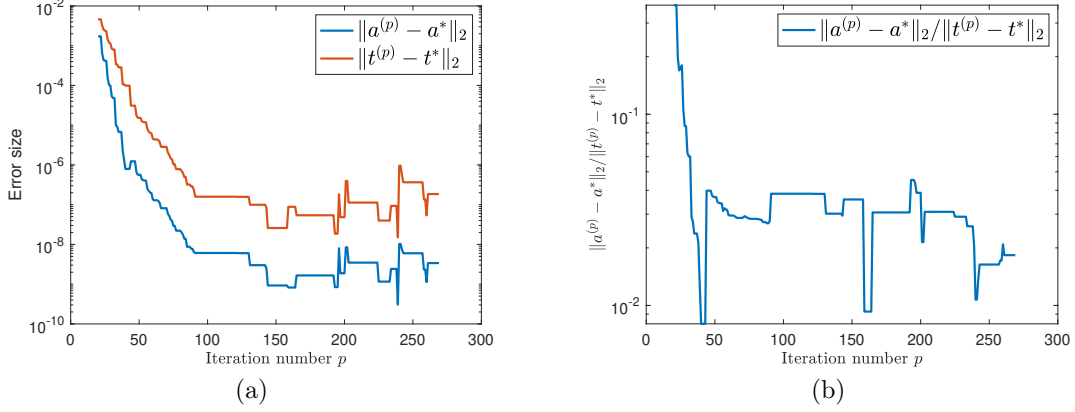 10^{-2}
10^{-4}
10^{-6}
10^{-8}
10^{-10}
Error size
‖a^{(p)} − a^*‖_2
‖t^{(p)} − t^*‖_2
0 50 100 150 200 250 300
Iteration number p
(a)
10^{-1}
10^{-2}
‖a^{(p)} − a^*‖_2/‖t^{(p)} − t^*‖_2
‖a^{(p)} − a^*‖_2/‖t^{(p)} − t^*‖_2
0 50 100 150 200 250 300
Iteration number p
(b)